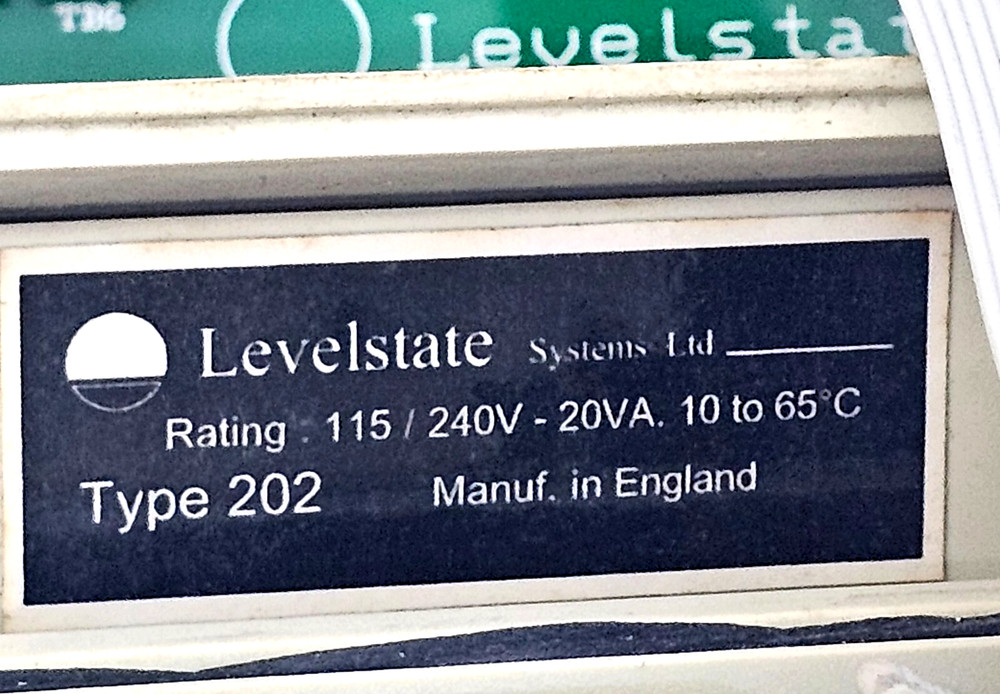 TB6
Levelstat
Levelstate Systems Ltd
Rating : 115 / 240V - 20VA. 10 to 65°C
Type 202 Manuf. in England